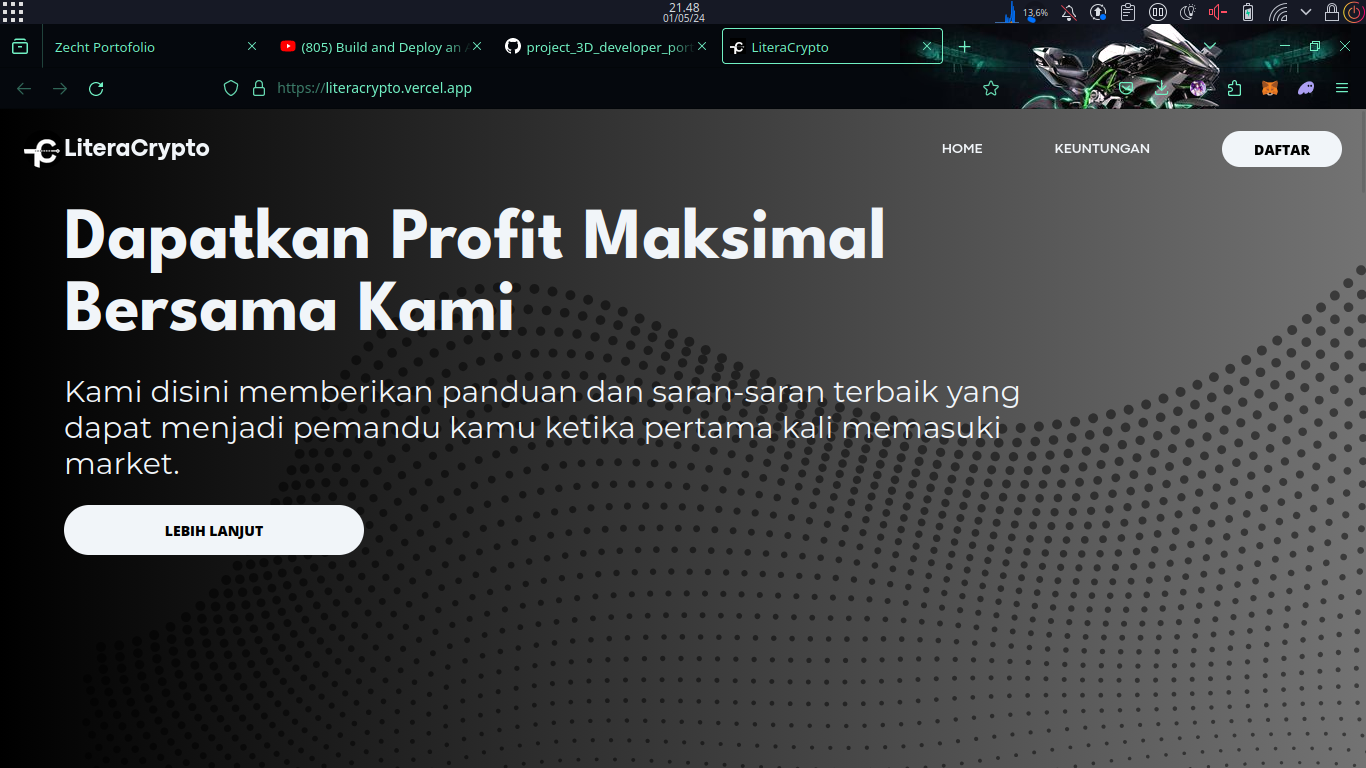 21.48
01/05/24
13,6%
Zecht Portofolio
(805) Build and Deploy an
project_3D_developer_por
LiteraCrypto
https://literacrypto.vercel.app
LiteraCrypto
HOME
KEUNTUNGAN
DAFTAR
Dapatkan Profit Maksimal
Bersama Kami
Kami disini memberikan panduan dan saran-saran terbaik yang
dapat menjadi pemandu kamu ketika pertama kali memasuki
market.
LEBIH LANJUT